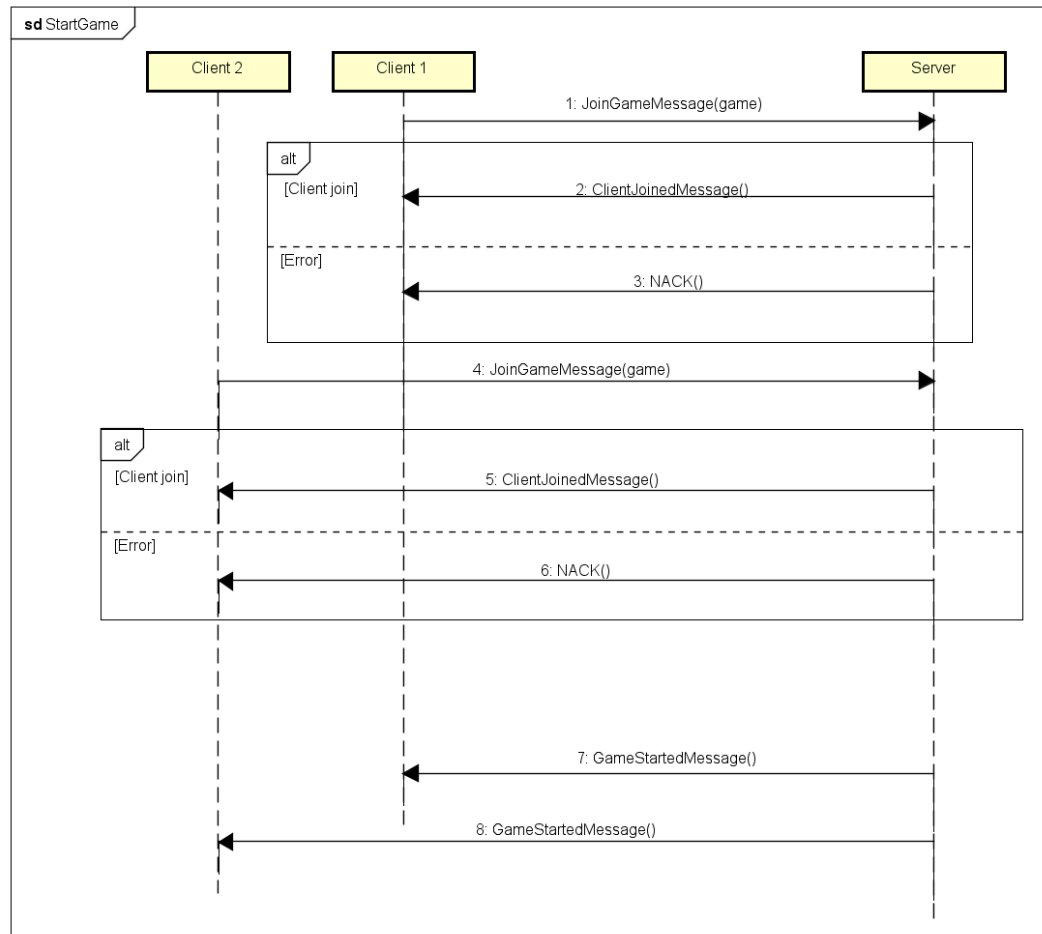 sd StartGame
Client 2
Client 1
Server
1: JoinGameMessage(game)
alt
[Client join]
2: ClientJoinedMessage()
[Error]
3: NACK()
4: JoinGameMessage(game)
alt
[Client join]
5: ClientJoinedMessage()
[Error]
6: NACK()
7: GameStartedMessage()
8: GameStartedMessage()